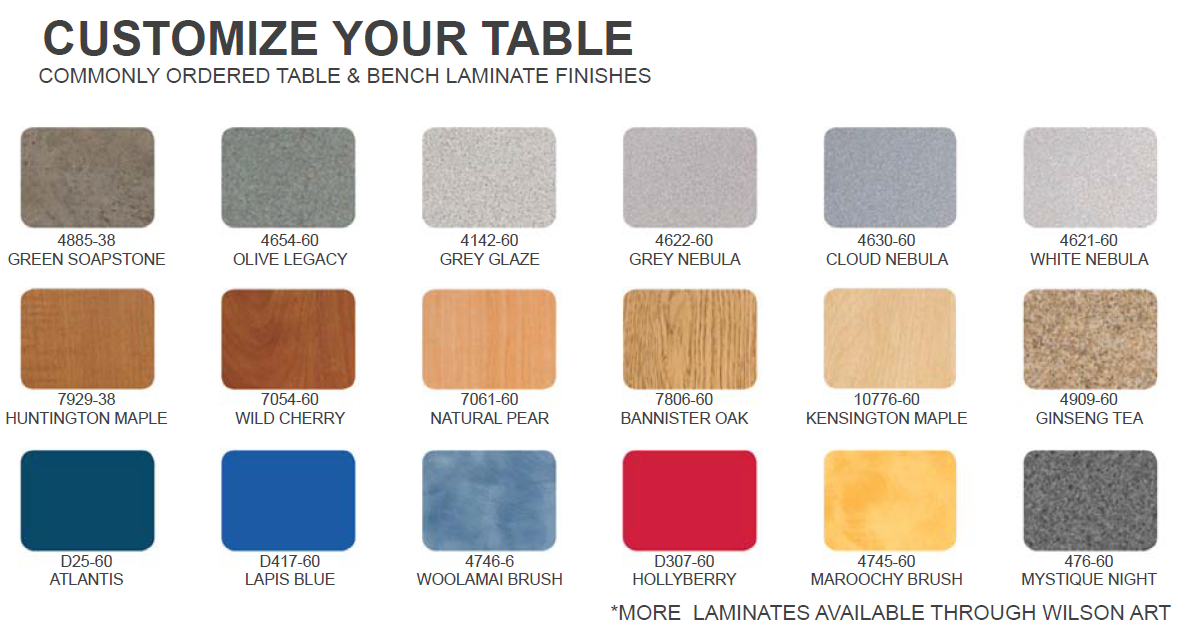 CUSTOMIZE YOUR TABLE
COMMONLY ORDERED TABLE & BENCH LAMINATE FINISHES
4885-38
GREEN SOAPSTONE
4654-60
OLIVE LEGACY
4142-60
GREY GLAZE
4622-60
GREY NEBULA
4630-60
CLOUD NEBULA
4621-60
WHITE NEBULA
7929-38
HUNTINGTON MAPLE
7054-60
WILD CHERRY
7061-60
NATURAL PEAR
7806-60
BANNISTER OAK
10776-60
KENSINGTON MAPLE
4909-60
GINSENG TEA
D25-60
ATLANTIS
D417-60
LAPIS BLUE
4746-6
WOOLAMAI BRUSH
D307-60
HOLLYBERRY
4745-60
MAROOCHY BRUSH
476-60
MYSTIQUE NIGHT
*MORE  LAMINATES AVAILABLE THROUGH WILSON ART